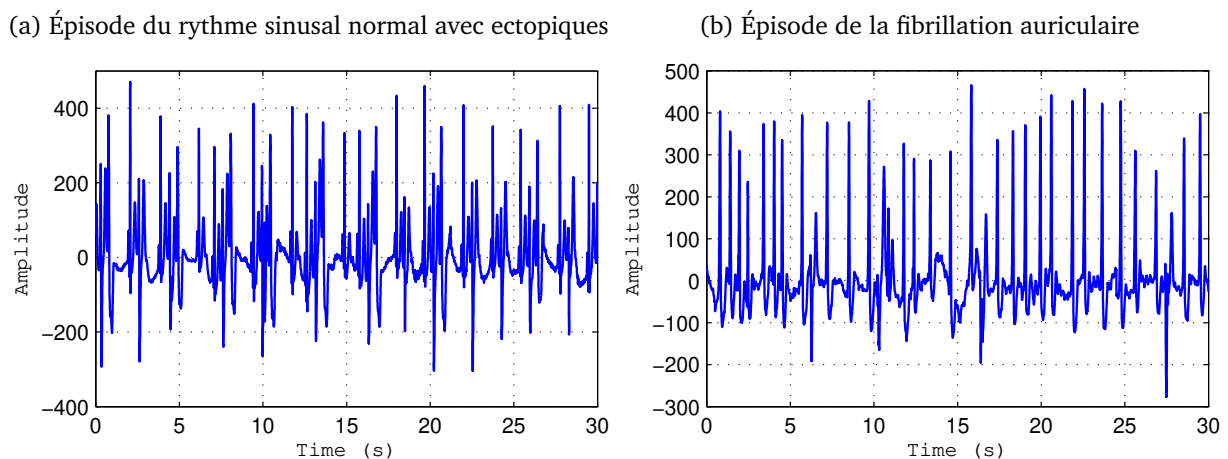 (a) Épisode du rythme sinusal normal avec ectopiques
(b) Épisode de la fibrillation auriculaire
400
200
0
−200
−400
Amplitude
0 5 10 15 20 25 30
Time (s)
500
400
300
200
100
0
−100
−200
−300
Amplitude
0 5 10 15 20 25 30
Time (s)